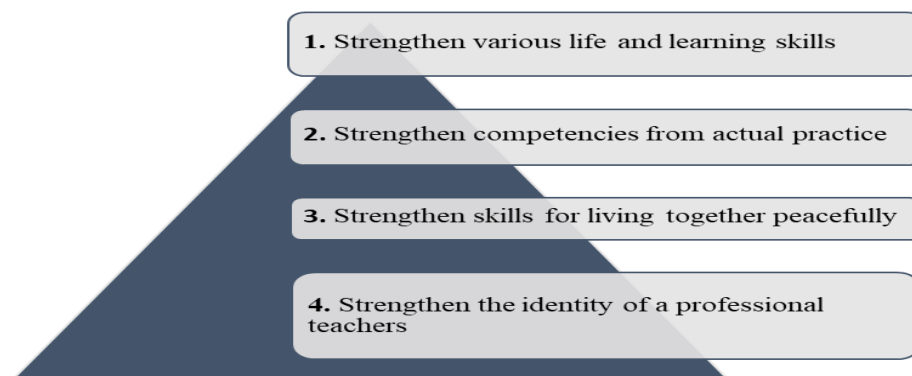 1. Strengthen various life and learning skills
2. Strengthen competencies from actual practice
3. Strengthen skills for living together peacefully
4. Strengthen the identity of a professional
teachers